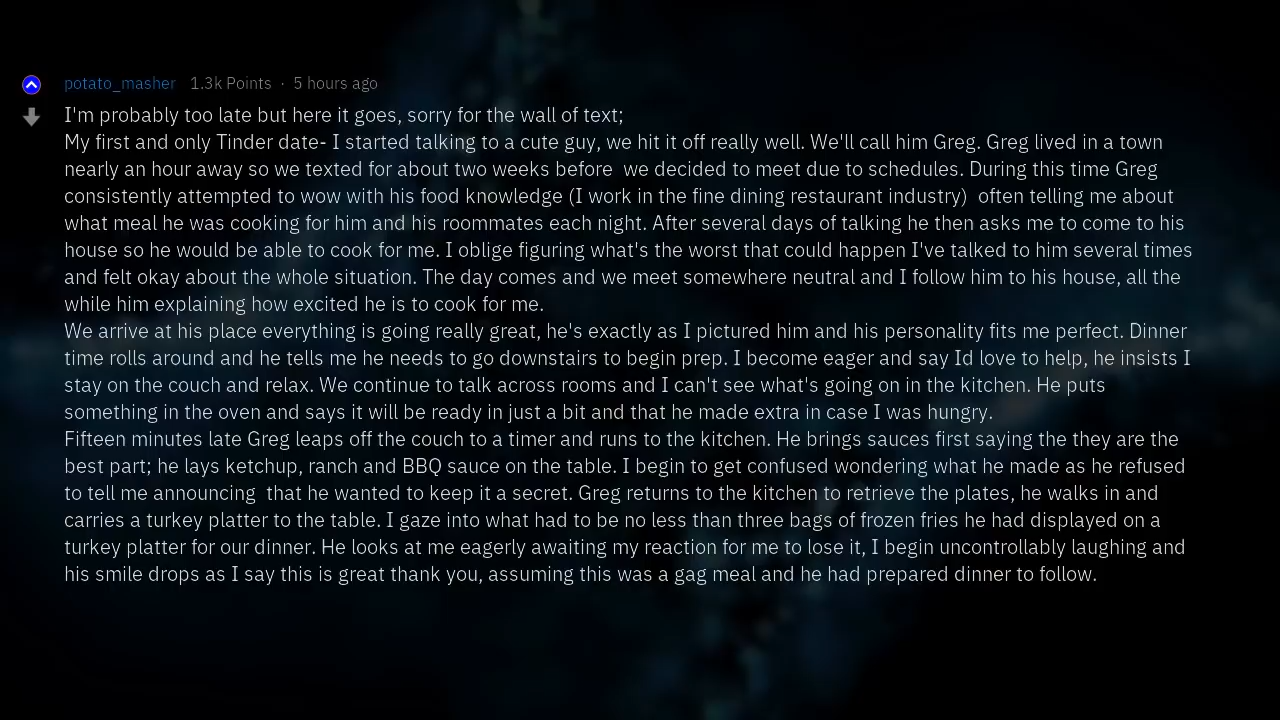 potato_masher 1.3k Points · 5 hours ago
I'm probably too late but here it goes, sorry for the wall of text;
My first and only Tinder date- I started talking to a cute guy, we hit it off really well. We'll call him Greg. Greg lived in a town
nearly an hour away so we texted for about two weeks before  we decided to meet due to schedules. During this time Greg
consistently attempted to wow with his food knowledge (I work in the fine dining restaurant industry)  often telling me about
what meal he was cooking for him and his roommates each night. After several days of talking he then asks me to come to his
house so he would be able to cook for me. I oblige figuring what's the worst that could happen I've talked to him several times
and felt okay about the whole situation. The day comes and we meet somewhere neutral and I follow him to his house, all the
while him explaining how excited he is to cook for me.
We arrive at his place everything is going really great, he's exactly as I pictured him and his personality fits me perfect. Dinner
time rolls around and he tells me he needs to go downstairs to begin prep. I become eager and say Id love to help, he insists I
stay on the couch and relax. We continue to talk across rooms and I can't see what's going on in the kitchen. He puts
something in the oven and says it will be ready in just a bit and that he made extra in case I was hungry.
Fifteen minutes late Greg leaps off the couch to a timer and runs to the kitchen. He brings sauces first saying the they are the
best part; he lays ketchup, ranch and BBQ sauce on the table. I begin to get confused wondering what he made as he refused
to tell me announcing  that he wanted to keep it a secret. Greg returns to the kitchen to retrieve the plates, he walks in and
carries a turkey platter to the table. I gaze into what had to be no less than three bags of frozen fries he had displayed on a
turkey platter for our dinner. He looks at me eagerly awaiting my reaction for me to lose it, I begin uncontrollably laughing and
his smile drops as I say this is great thank you, assuming this was a gag meal and he had prepared dinner to follow.